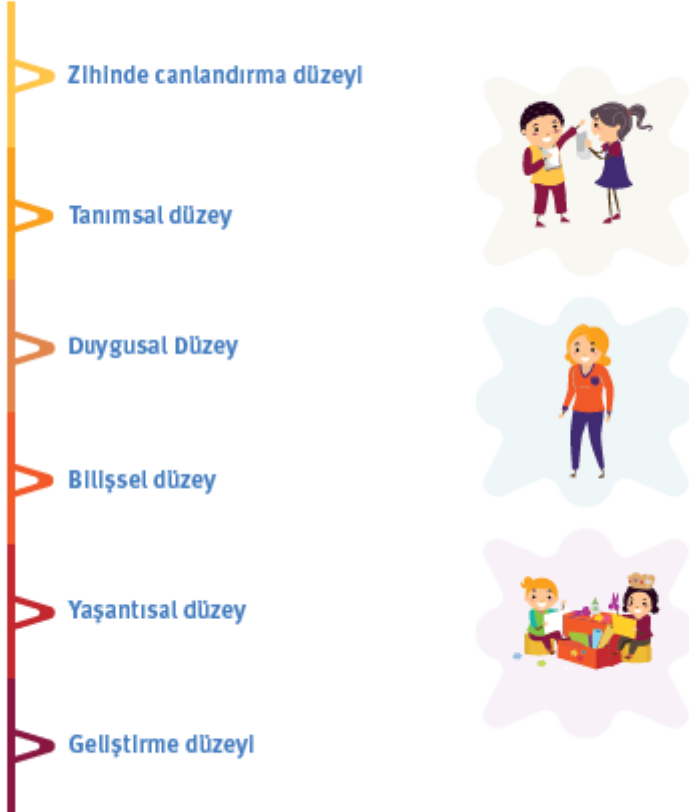 Zihinde canlandırma düzeyi
Tanımsal düzey
Duygusal Düzey
Bilişsel düzey
Yaşantısal düzey
Geliştirme düzeyi